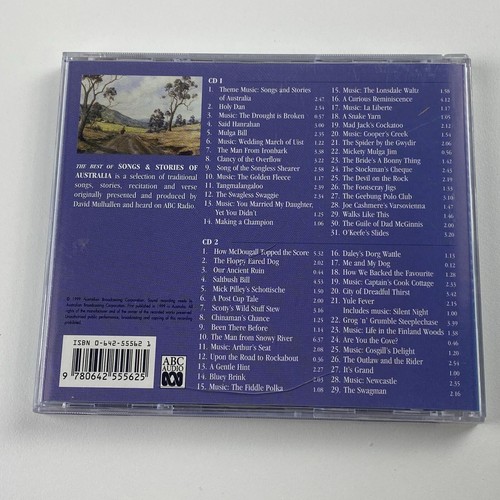 THE BEST OF SONGS & STORIES OF
AUSTRALIA is a selection of traditional
songs, stories, recitation and verse
originally presented and produced by
David Mulhallen and heard on ABC Radio.
CD 1
1. Theme Music: Songs and Stories
of Australia 2.47
2. Holy Dan 2.54
3. Music: The Drought is Broken
4. Said Hanrahan
5. Mulga Bill
6. Music: Wedding March of Uist
7. The Man From Ironbark
8. Clancy of the Overflow
9. Song of the Songless Shearer
10. Music: The Golden Fleece
11. Tangmalangaloo
12. The Swagless Swaggie
13. Music: You Married My Daughter,
Yet You Didn't
14. Making a Champion
15. Music: The Lonsdale Waltz
16. A Curious Reminiscence
17. Music: La Liberte
18. A Snake Yarn
19. Mad Jack's Cockatoo
20. Music: Cooper's Creek
21. The Spider by the Gwydir
22. Mickey Mulga Jim
23. The Bride's A Bonny Thing
24. The Stockman's Cheque
25. The Devil on the Rock
26. The Footscray Jigs
27. The Geebung Polo Club
28. Joe Cashmere's Varsovienna
29. Walks Like This
30. The Guile of Dad McGinnis
31. O'Keefe's Slides
CD 2
1. How McDougall Topped the Score 5.32
2. The Floppy Eared Dog
3. Our Ancient Ruin
4. Saltbush Bill
5. Mick Pilley's Schottische
6. A Post Cup Tale
7. Scotty's Wild Stuff Stew
8. Chinaman's Chance
9. Been There Before
10. The Man from Snowy River
11. Music: Arthur's Seat
12. Upon the Road to Rockabout
13. A Gentle Hint
14. Bluey Brink
15. Music: The Fiddle Polka 1.08
16. Daley's Dorg Wattle
17. Me and My Dog
18. How We Backed the Favourite
19. Music: Captain's Cook Cottage
20. City of Dreadful Thirst
21. Yule Fever
Includes music: Silent Night
22. Grog 'n' Grumble Steeplechase
23. Music: Life in the Finland Woods
24. Are You the Cove?
25. Music: Cosgill's Delight
26. The Outlaw and the Rider
27. It's Grand
28. Music: Newcastle
29. The Swagman 2.16
ISBN 0-642-55562 1
9 780642 555625
ABC
AUDIO